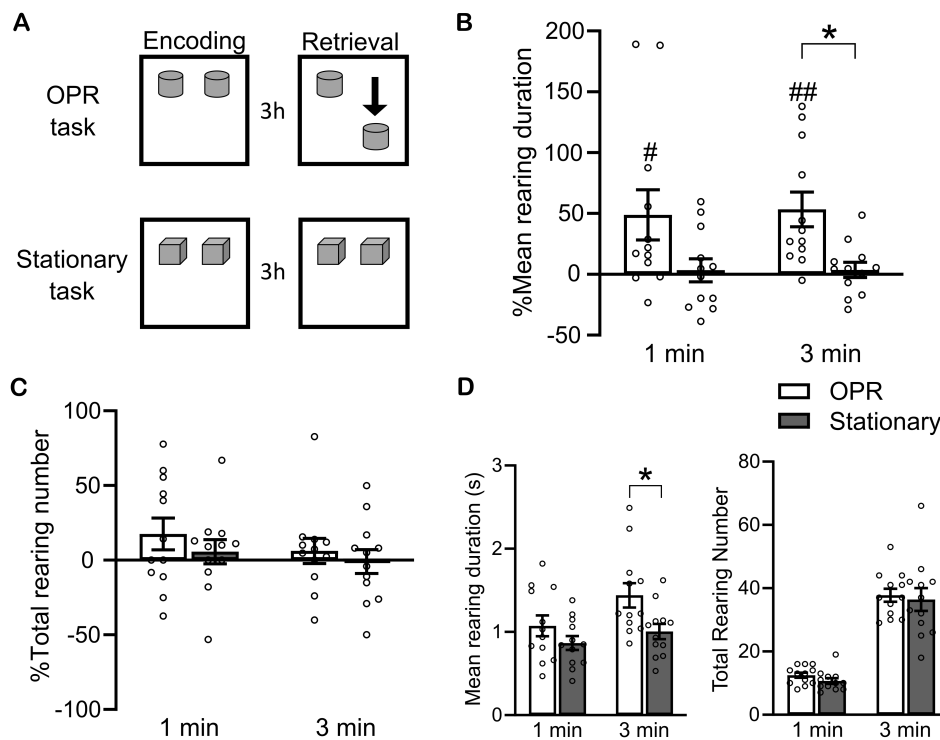 A
Encoding
Retrieval
OPR
task
3h
Stationary
task
3h
B
%Mean rearing duration
200
150
100
50
0
-50
#
##
*
1 min
3 min
C
%Total rearing number
100
50
0
-50
-100
1 min
3 min
D
OPR
Stationary
Mean rearing duration (s)
3
2
1
0
*
1 min
3 min
Total Rearing Number
80
60
40
20
0
1 min
3 min